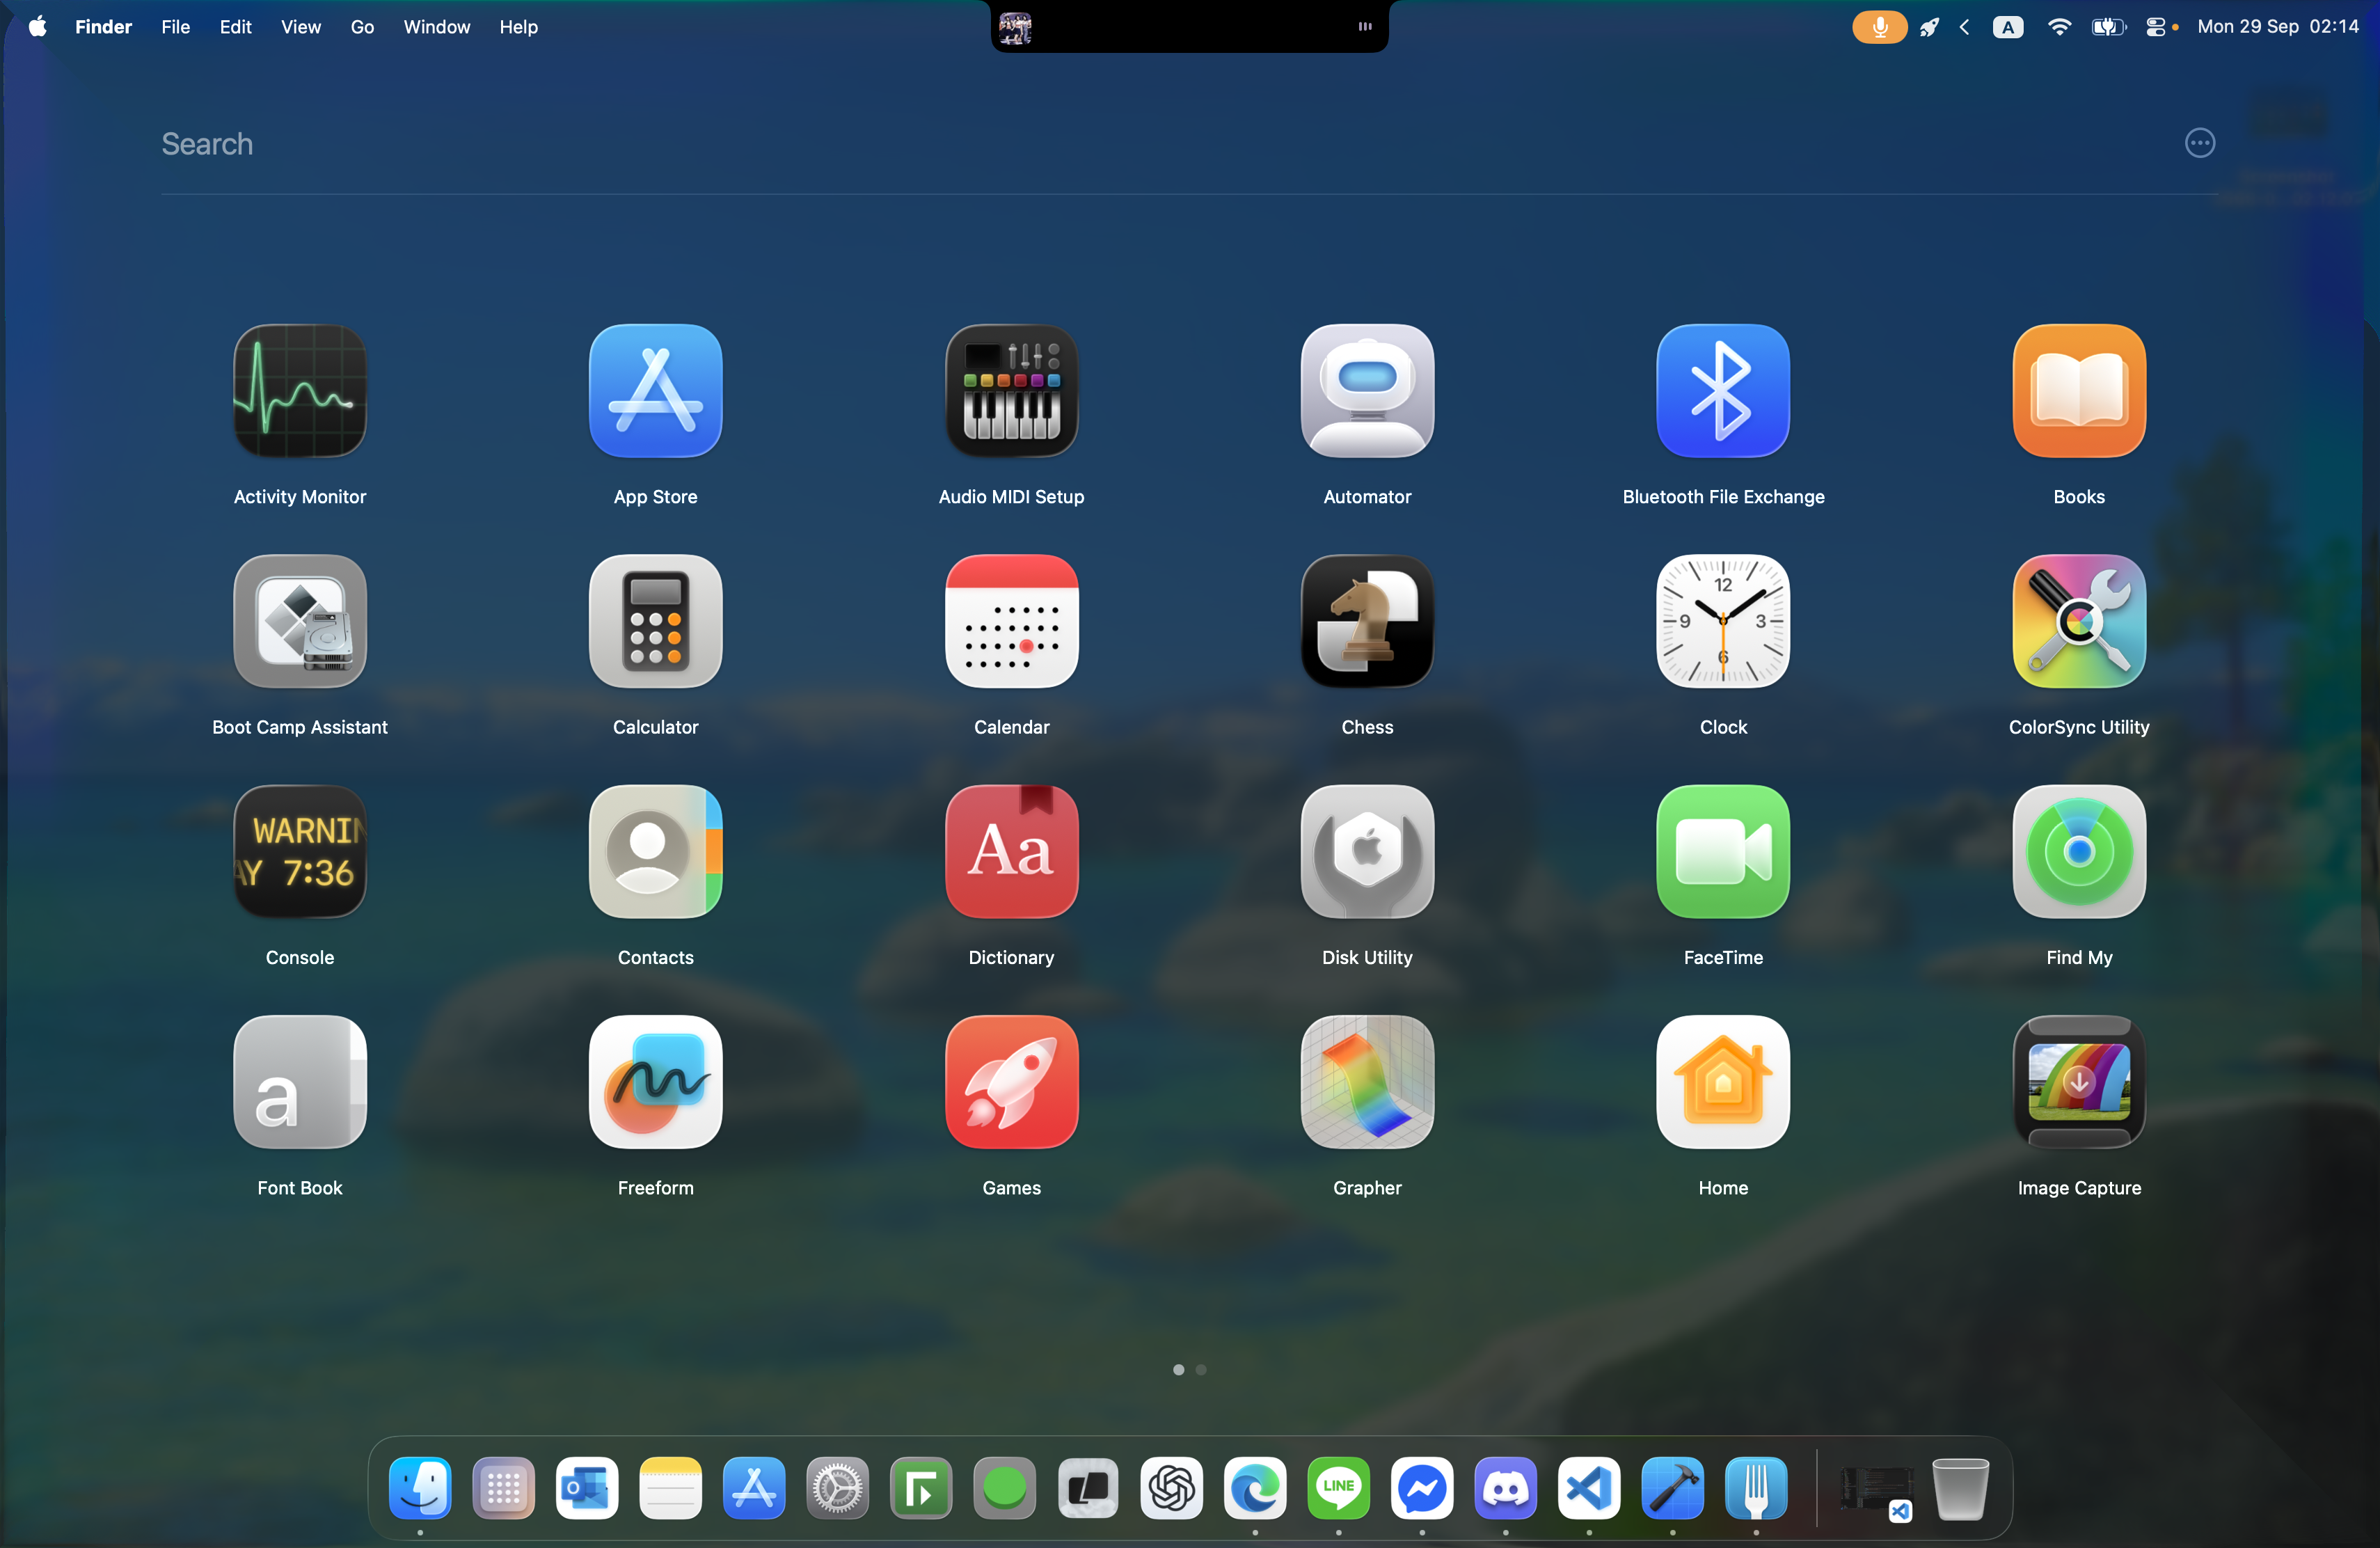 Finder File Edit View Go Window Help
A Mon 29 Sep 02:14
Search
Activity Monitor
App Store
Audio MIDI Setup
Automator
Bluetooth File Exchange
Books
12
9 3
6
Boot Camp Assistant
Calculator
Calendar
Chess
Clock
ColorSync Utility
WARNIN
AY 7:36
Aa
Console
Contacts
Dictionary
Disk Utility
FaceTime
Find My
a
Font Book
Freeform
Games
Grapher
Home
Image Capture
O
LINE